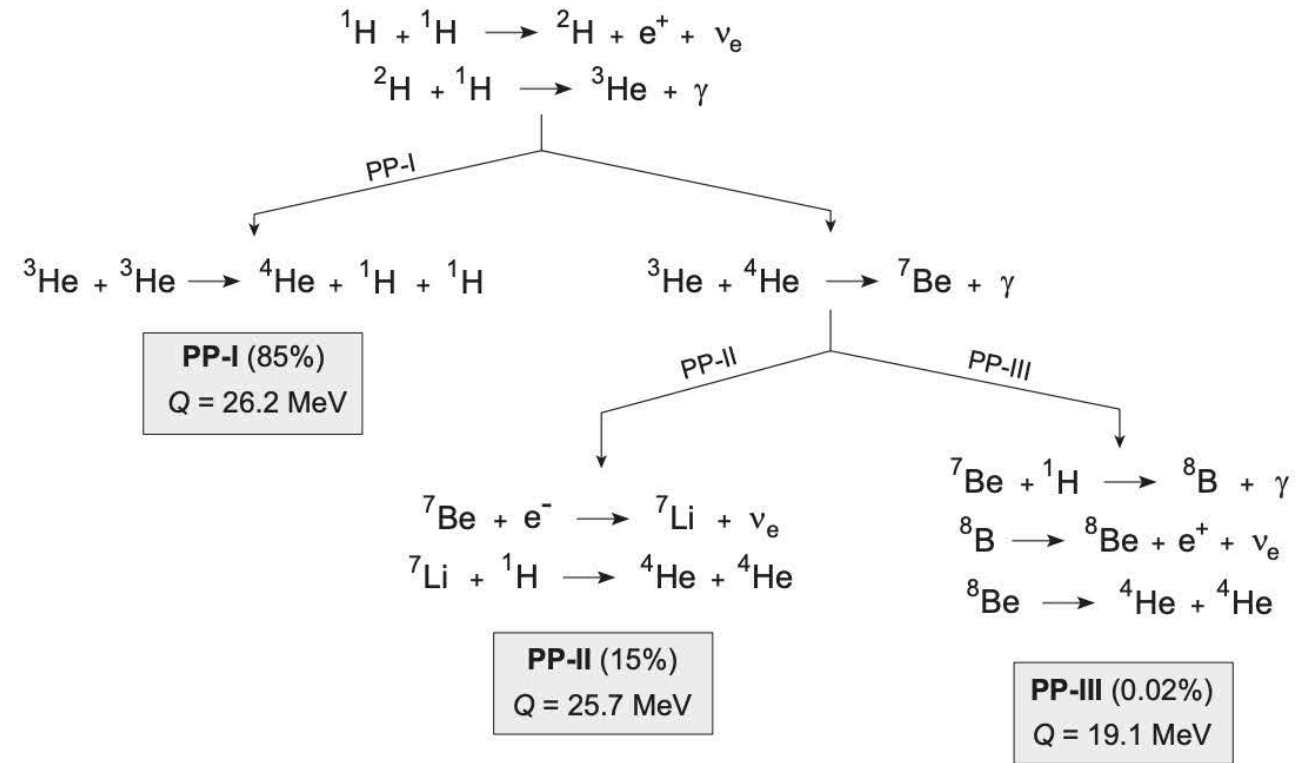 ¹H + ¹H → ²H + e⁺ + νₑ
²H + ¹H → ³He + γ
PP-I
³He + ³He → ⁴He + ¹H + ¹H
PP-I (85%)
Q = 26.2 MeV
³He + ⁴He → ⁷Be + γ
PP-II
PP-III
⁷Be + e⁻ → ⁷Li + νₑ
⁷Li + ¹H → ⁴He + ⁴He
PP-II (15%)
Q = 25.7 MeV
⁷Be + ¹H → ⁸B + γ
⁸B → ⁸Be + e⁺ + νₑ
⁸Be → ⁴He + ⁴He
PP-III (0.02%)
Q = 19.1 MeV